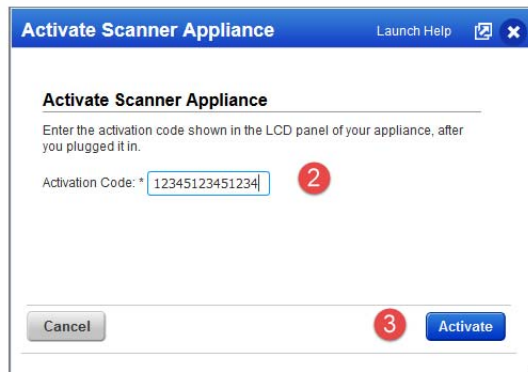 Activate Scanner Appliance Launch Help
Activate Scanner Appliance
Enter the activation code shown in the LCD panel of your appliance, after
you plugged it in.
Activation Code: * 12345123451234 2
Cancel 3 Activate